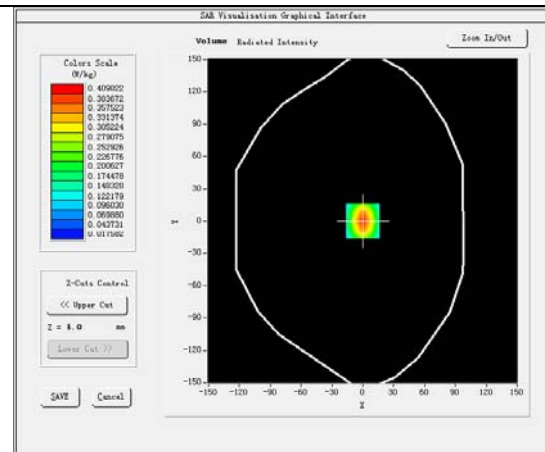 SAR Visualisation Graphical Interface
Volume Radiated Intensity
Zoom In/Out
Colors Scale
(W/kg)
0.409822
0.383672
0.357523
0.331374
0.305224
0.279075
0.252926
0.226776
0.200627
0.174478
0.148328
0.122179
0.096030
0.069880
0.043731
0.017582
Z-Cuts Control
<< Upper Cut
Z = 4.0 mm
Lower Cut >>
SAVE
Cancel
150
120
90
60
30
0
-30
-60
-90
-120
-150
Y
-150 -120 -90 -60 -30 0 30 60 90 120 150
X